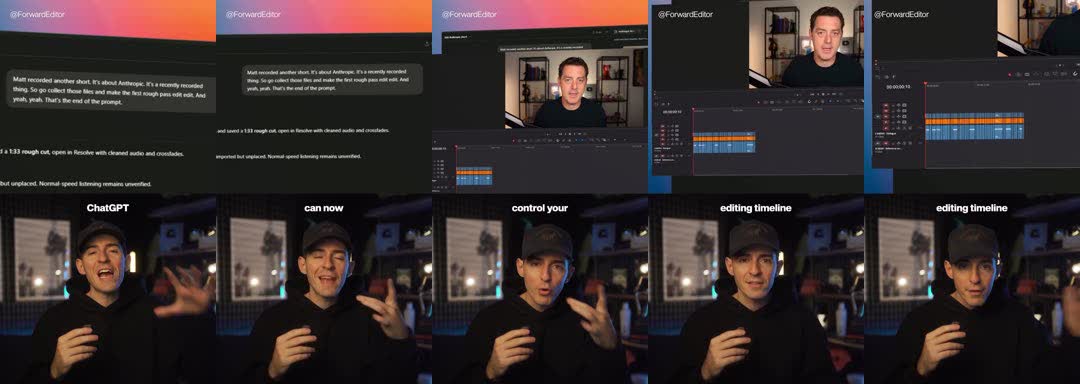 @ForwardEditor
Matt recorded another short. It's about Anthropic. It's a recently recorded
thing. So go collect those files and make the first rough pass edit edit. And
yeah, yeah. That's the end of the prompt.
d a 1:33 rough cut, open in Resolve with cleaned audio and crossfades.
but unplaced. Normal-speed listening remains unverified.
ChatGPT
@ForwardEditor
Matt recorded another short. It's about Anthropic. It's a recently recorded
thing. So go collect those files and make the first rough pass edit edit. And
yeah, yeah. That's the end of the prompt.
and saved a 1:33 rough cut, open in Resolve with cleaned audio and crossfades.
imported but unplaced. Normal-speed listening remains unverified.
can now
@ForwardEditor
control your
@ForwardEditor
00:00:00:10
editing timeline
@ForwardEditor
00:00:00:10
editing timeline